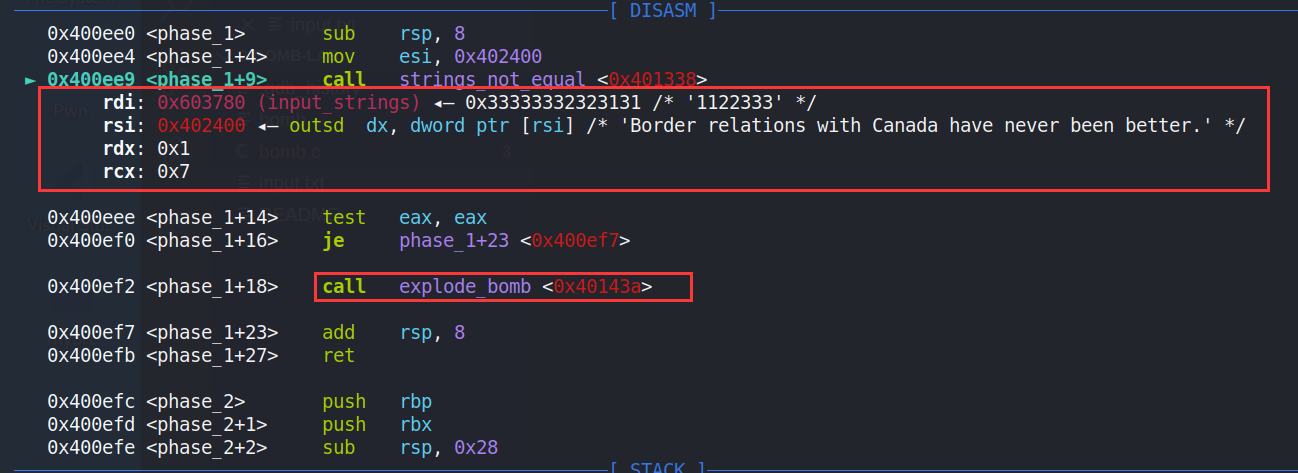 [ DISASM ]
0x400ee0 <phase_1> sub rsp, 8
0x400ee4 <phase_1+4> mov esi, 0x402400
► 0x400ee9 <phase_1+9> call strings_not_equal <0x401338>
rdi: 0x603780 (input_strings) ◂— 0x33333332323131 /* '1122333' */
rsi: 0x402400 ◂— outsd dx, dword ptr [rsi] /* 'Border relations with Canada have never been better.' */
rdx: 0x1
rcx: 0x7
0x400eee <phase_1+14> test eax, eax
0x400ef0 <phase_1+16> je phase_1+23 <0x400ef7>
0x400ef2 <phase_1+18> call explode_bomb <0x40143a>
0x400ef7 <phase_1+23> add rsp, 8
0x400efb <phase_1+27> ret
0x400efc <phase_2> push rbp
0x400efd <phase_2+1> push rbx
0x400efe <phase_2+2> sub rsp, 0x28
[ STACK ]